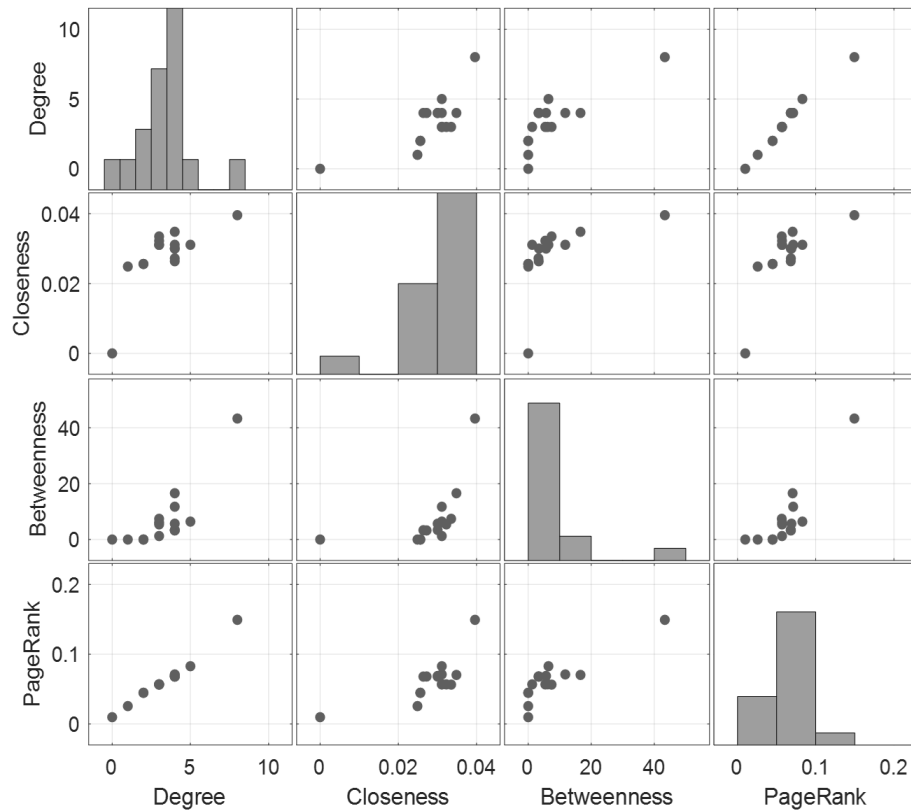 10
Degree
5
0
0.04
Closeness
0.02
0
40
Betweenness
20
0
0.2
PageRank
0.1
0
0 5 10 0 0.02 0.04 0 20 40 0 0.1 0.2
Degree Closeness Betweenness PageRank